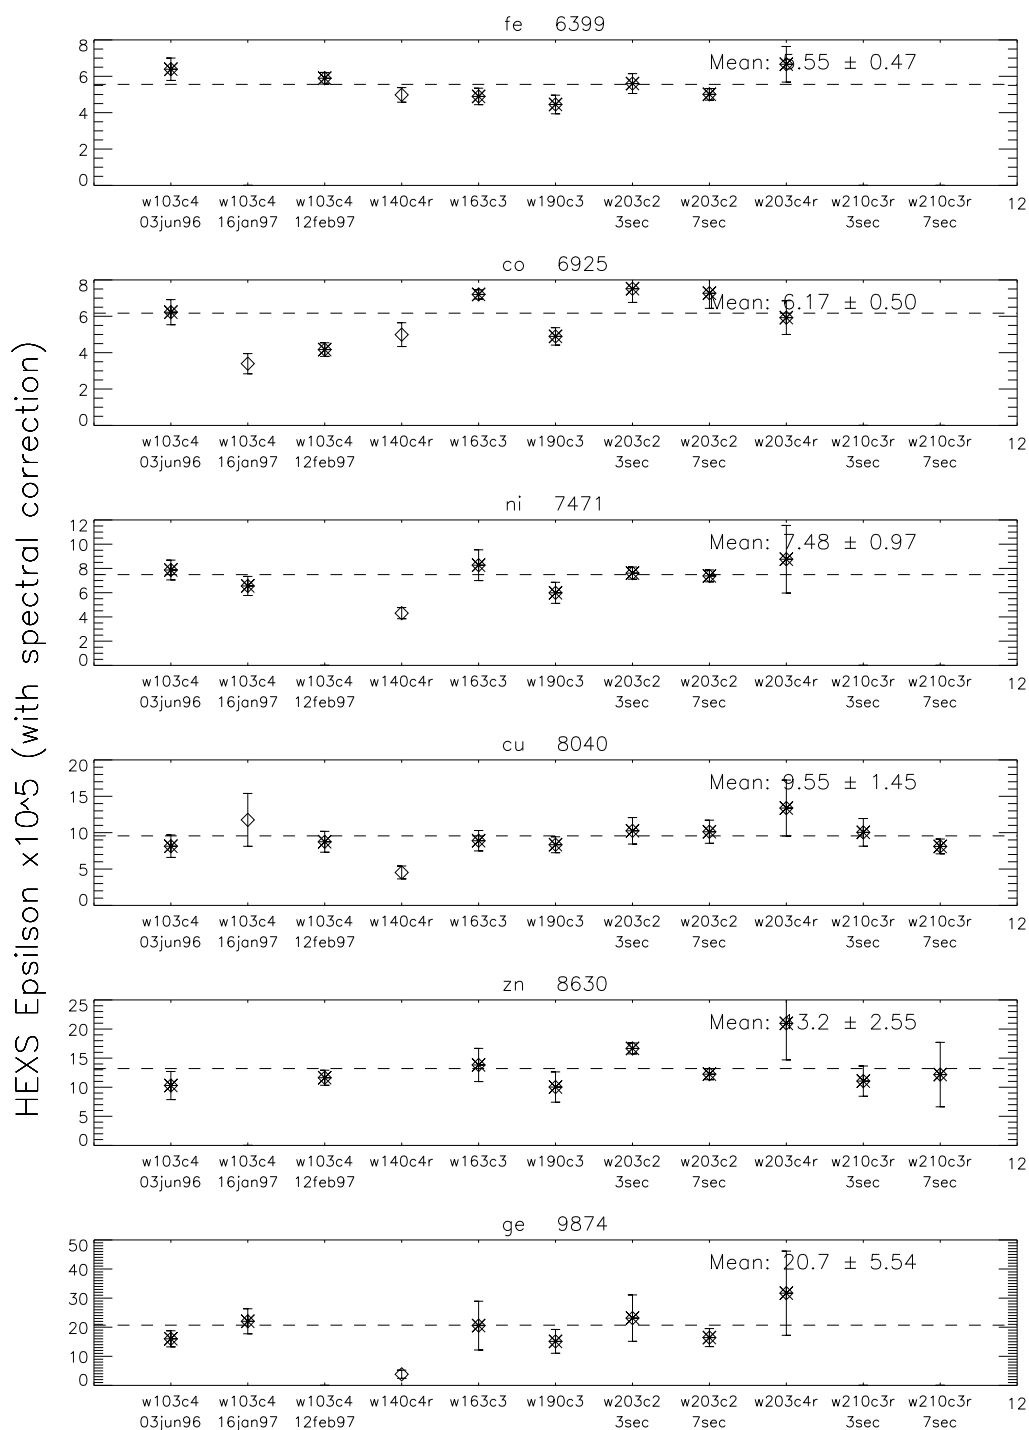 fe 6399
Mean: 5.55 ± 0.47
8
6
4
2
0
w103c4 w103c4 w103c4 w140c4r w163c3 w190c3 w203c2 w203c2 w203c4r w210c3r w210c3r 12
03jun96 16jan97 12feb97 3sec 7sec 3sec 7sec
co 6925
Mean: 6.17 ± 0.50
8
6
4
2
0
w103c4 w103c4 w103c4 w140c4r w163c3 w190c3 w203c2 w203c2 w203c4r w210c3r w210c3r 12
03jun96 16jan97 12feb97 3sec 7sec 3sec 7sec
HEXS Epsilson x10^5 (with spectral correction)
ni 7471
Mean: 7.48 ± 0.97
12
10
8
6
4
2
0
w103c4 w103c4 w103c4 w140c4r w163c3 w190c3 w203c2 w203c2 w203c4r w210c3r w210c3r 12
03jun96 16jan97 12feb97 3sec 7sec 3sec 7sec
cu 8040
Mean: 9.55 ± 1.45
20
15
10
5
0
w103c4 w103c4 w103c4 w140c4r w163c3 w190c3 w203c2 w203c2 w203c4r w210c3r w210c3r 12
03jun96 16jan97 12feb97 3sec 7sec 3sec 7sec
zn 8630
Mean: 13.2 ± 2.55
25
20
15
10
5
0
w103c4 w103c4 w103c4 w140c4r w163c3 w190c3 w203c2 w203c2 w203c4r w210c3r w210c3r 12
03jun96 16jan97 12feb97 3sec 7sec 3sec 7sec
ge 9874
Mean: 20.7 ± 5.54
50
40
30
20
10
0
w103c4 w103c4 w103c4 w140c4r w163c3 w190c3 w203c2 w203c2 w203c4r w210c3r w210c3r 12
03jun96 16jan97 12feb97 3sec 7sec 3sec 7sec